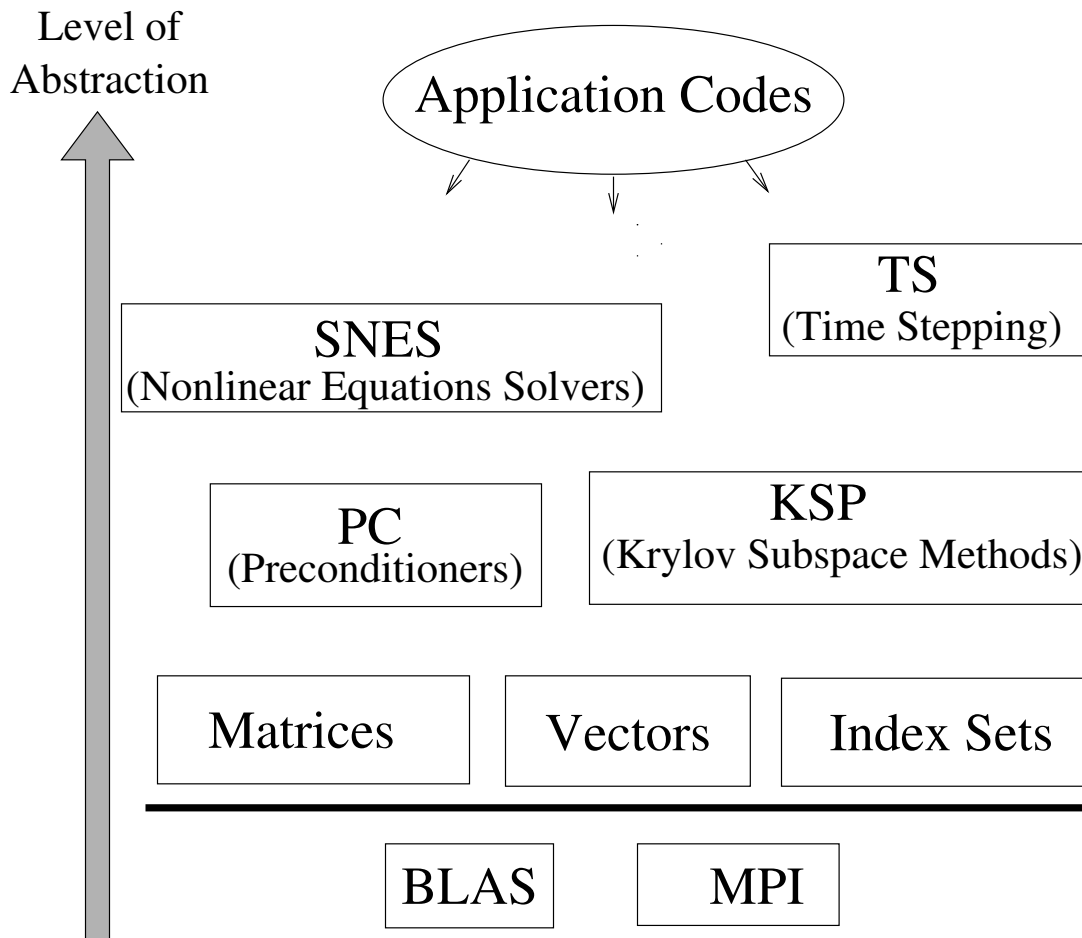 Level of
Abstraction
Application Codes
TS
(Time Stepping)
SNES
(Nonlinear Equations Solvers)
PC
(Preconditioners)
KSP
(Krylov Subspace Methods)
Matrices
Vectors
Index Sets
BLAS
MPI